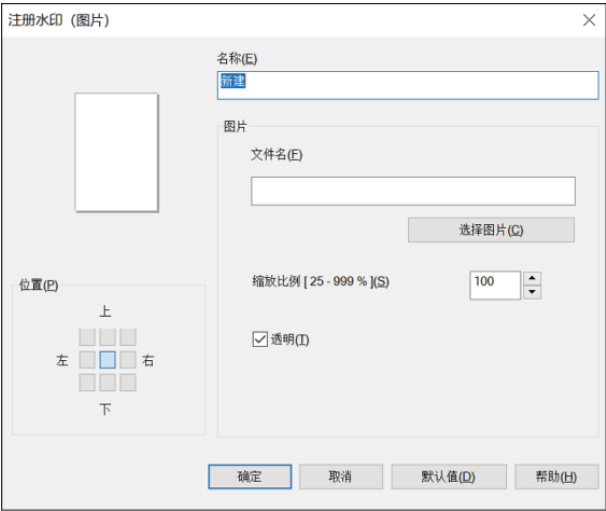 注册水印（图片）
名称(E)
新建
图片
文件名(F)
选择图片(C)
缩放比例 [ 25 - 999 % ](S)
100
透明(T)
位置(P)
上
左
右
下
确定
取消
默认值(D)
帮助(H)